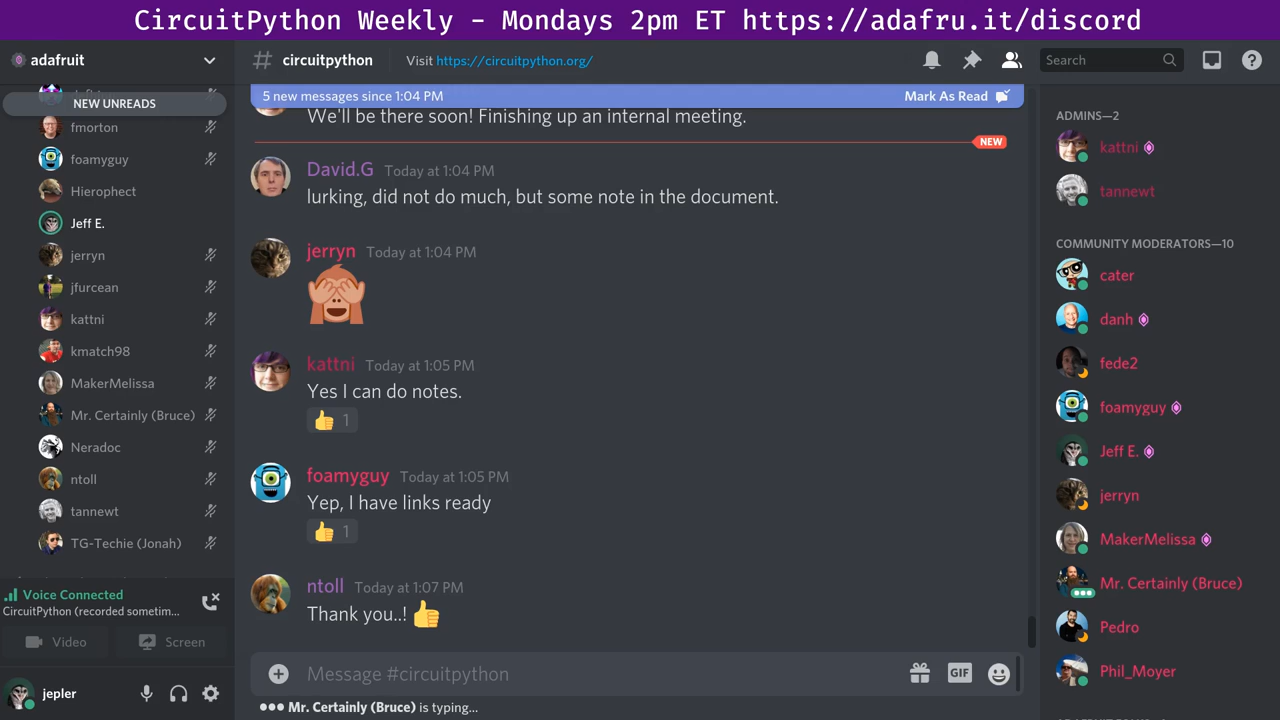 CircuitPython Weekly - Mondays 2pm ET https://adafru.it/discord
adafruit
NEW UNREADS
fmorton
foamyguy
Hierophect
Jeff E.
jerryn
jfurcean
kattni
kmatch98
MakerMelissa
Mr. Certainly (Bruce)
Neradoc
ntoll
tannewt
TG-Techie (Jonah)
Voice Connected
CircuitPython (recorded sometim...
Video
Screen
jepler
# circuitpython
Visit https://circuitpython.org/
Search
5 new messages since 1:04 PM
Mark As Read
We'll be there soon! Finishing up an internal meeting.
NEW
David.G Today at 1:04 PM
lurking, did not do much, but some note in the document.
jerryn Today at 1:04 PM
kattni Today at 1:05 PM
Yes I can do notes.
1
foamyguy Today at 1:05 PM
Yep, I have links ready
1
ntoll Today at 1:07 PM
Thank you..!
Message #circuitpython
GIF
Mr. Certainly (Bruce) is typing...
ADMINS—2
kattni
tannewt
COMMUNITY MODERATORS—10
cater
danh
fede2
foamyguy
Jeff E.
jerryn
MakerMelissa
Mr. Certainly (Bruce)
Pedro
Phil_Moyer